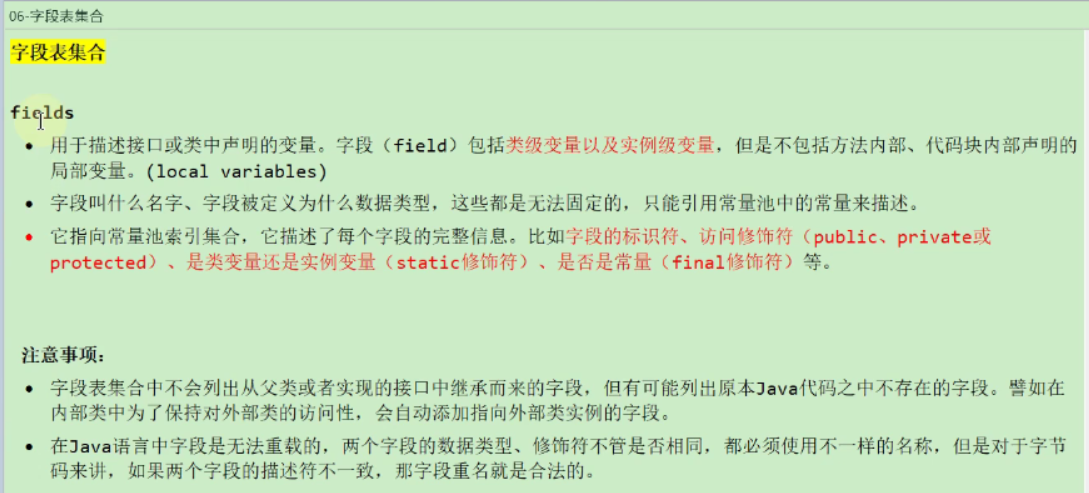 06-字段表集合
字段表集合
fields
• 用于描述接口或类中声明的变量。字段（field）包括类级变量以及实例级变量，但是不包括方法内部、代码块内部声明的
局部变量。(local variables)
• 字段叫什么名字、字段被定义为什么数据类型，这些都是无法固定的，只能引用常量池中的常量来描述。
• 它指向常量池索引集合，它描述了每个字段的完整信息。比如字段的标识符、访问修饰符（public、private或
protected）、是类变量还是实例变量（static修饰符）、是否是常量（final修饰符）等。
注意事项：
• 字段表集合中不会列出从父类或者实现的接口中继承而来的字段，但有可能列出原本Java代码之中不存在的字段。譬如在
内部类中为了保持对外部类的访问性，会自动添加指向外部类实例的字段。
• 在Java语言中字段是无法重载的，两个字段的数据类型、修饰符不管是否相同，都必须使用不一样的名称，但是对于字节
码来讲，如果两个字段的描述符不一致，那字段重名就是合法的。